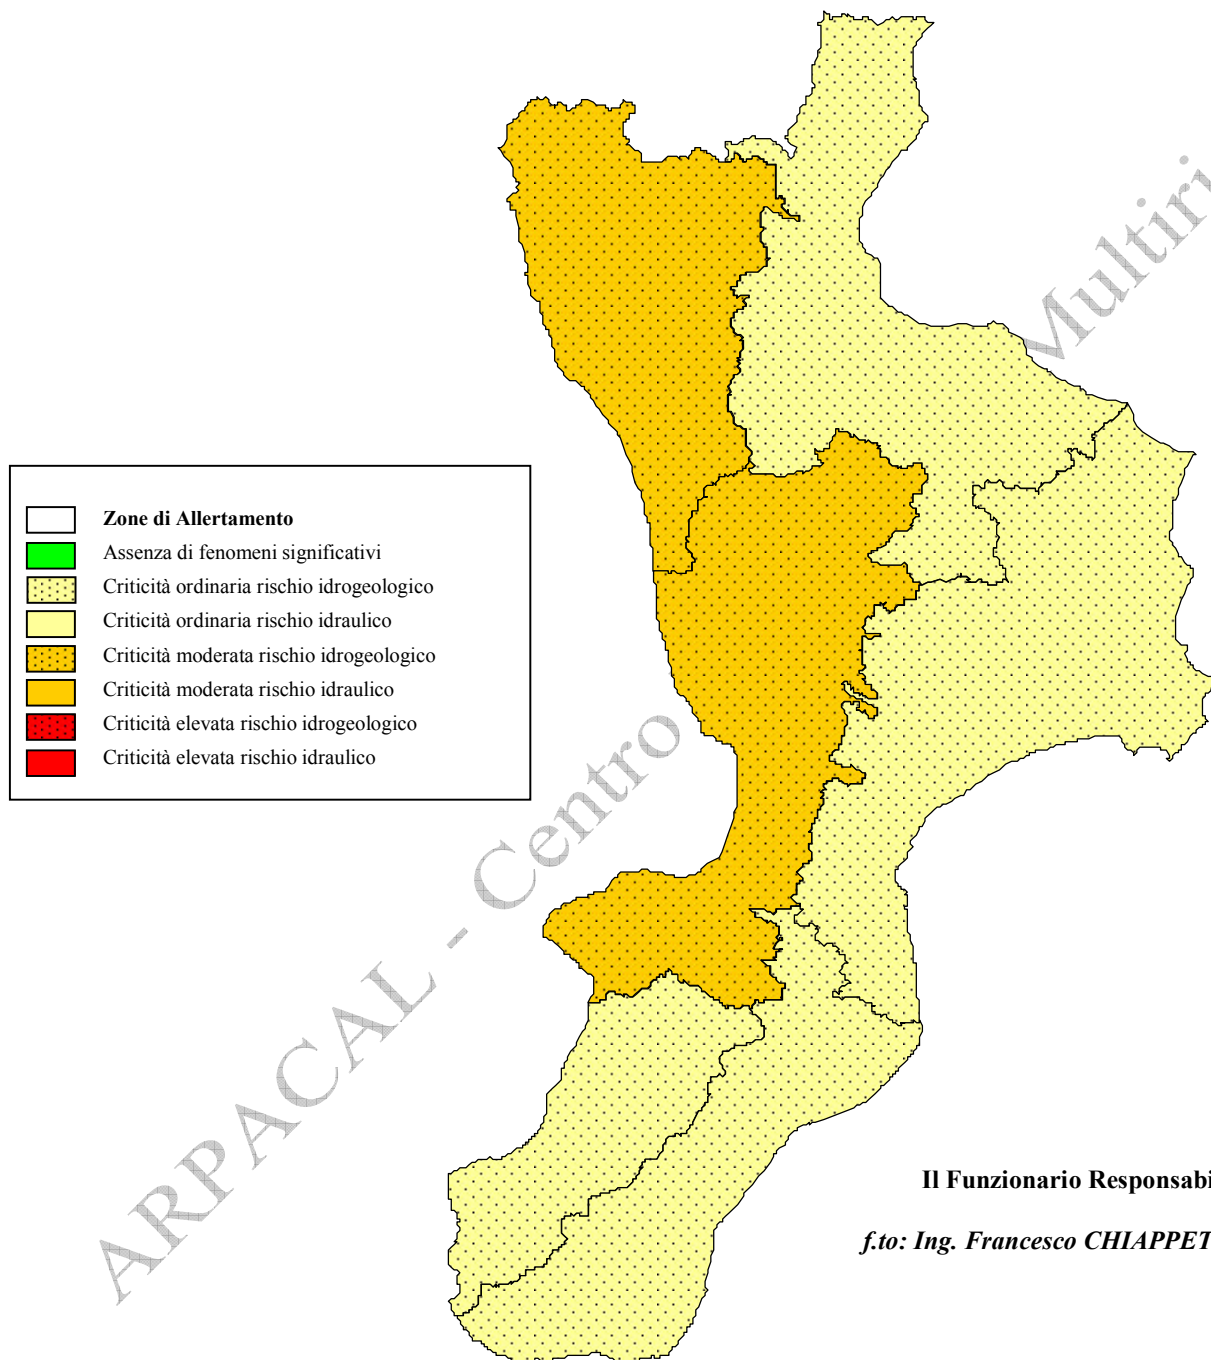 Zone di Allertamento
Assenza di fenomeni significativi
Criticità ordinaria rischio idrogeologico
Criticità ordinaria rischio idraulico
Criticità moderata rischio idrogeologico
Criticità moderata rischio idraulico
Criticità elevata rischio idrogeologico
Criticità elevata rischio idraulico
ARPACAL - Centro Multiri
Il Funzionario Responsabi
f.to: Ing. Francesco CHIAPPET